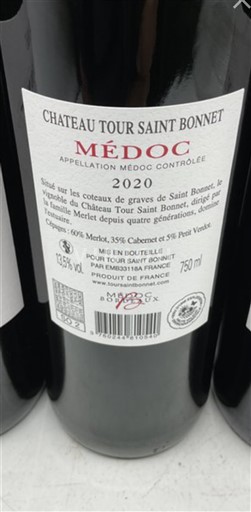 CHATEAU TOUR SAINT BONNET
MÉDOC
APPELLATION MÉDOC CONTRÔLÉE
2020
Situé sur les coteaux de graves de Saint Bonnet, le
vignoble du Château Tour Saint Bonnet, dirigé par
la famille Merlet depuis quatre générations, domine
l'estuaire.
Cépages : 60% Merlot, 35% Cabernet et 5% Petit Verdot.
MIS EN BOUTEILLE
13,5% vol.
POUR TOUR SAINT BONNET
PAR EMB33118A FRANCE
750 ml
PRODUIT DE FRANCE
www.toursaintbonnet.com
MEDOC
BORDEAUX